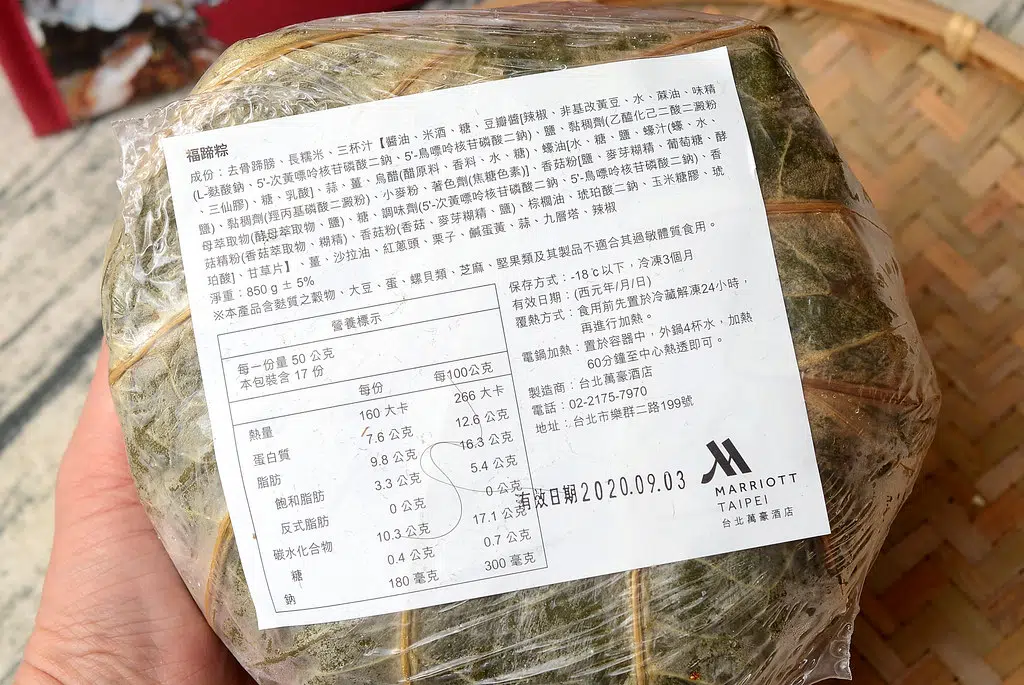 福蹄粽
成份：去骨蹄膀、長糯米、三杯汁【醬油、米酒、糖、豆瓣醬[辣椒、非基改黃豆、水、蔴油、味精
(L-麩酸鈉、5'-次黃嘌呤核苷磷酸二鈉、5'-鳥嘌呤核苷磷酸二鈉)、鹽、黏稠劑(乙醯化己二酸二澱粉
、三仙膠)、糖、乳酸]、蒜、薑、烏醋(醋原料、香料、水、糖)、蠔油[水、糖、鹽、蠔汁(蠔、水、
鹽)、黏稠劑(羥丙基磷酸二澱粉)、小麥粉、著色劑(焦糖色素)]、香菇粉[鹽、麥芽糊精、葡萄糖、酵
母萃取物(酵母萃取物、鹽)、糖、調味劑(5'-次黃嘌呤核苷磷酸二鈉、5'-鳥嘌呤核苷磷酸二鈉)、香
菇精粉(香菇萃取物、糊精)、香菇粉(香菇、麥芽糊精、鹽)、棕櫚油、琥珀酸二鈉、玉米糖膠、琥
珀酸]、甘草片】、薑、沙拉油、紅蔥頭、栗子、鹹蛋黃、蒜、九層塔、辣椒
淨重：850 g ± 5%
※本產品含麩質之穀物、大豆、蛋、螺貝類、芝麻、堅果類及其製品不適合其過敏體質食用。
營養標示
每一份量 50 公克
本包裝含 17 份
每份 每100公克
熱量 160 大卡 266 大卡
蛋白質 7.6 公克 12.6 公克
脂肪 9.8 公克 16.3 公克
飽和脂肪 3.3 公克 5.4 公克
反式脂肪 0 公克 0 公克
碳水化合物 10.3 公克 17.1 公克
糖 0.4 公克 0.7 公克
鈉 180 毫克 300 毫克
保存方式：-18℃以下，冷凍3個月
有效日期：(西元年/月/日)
覆熱方式：食用前先置於冷藏解凍24小時，
再進行加熱。
電鍋加熱：置於容器中，外鍋4杯水，加熱
60分鐘至中心熱透即可。
製造商：台北萬豪酒店
電話：02-2175-7970
地址：台北市樂群二路199號
有效日期2020.09.03
MARRIOTT
TAIPEI
台北萬豪酒店